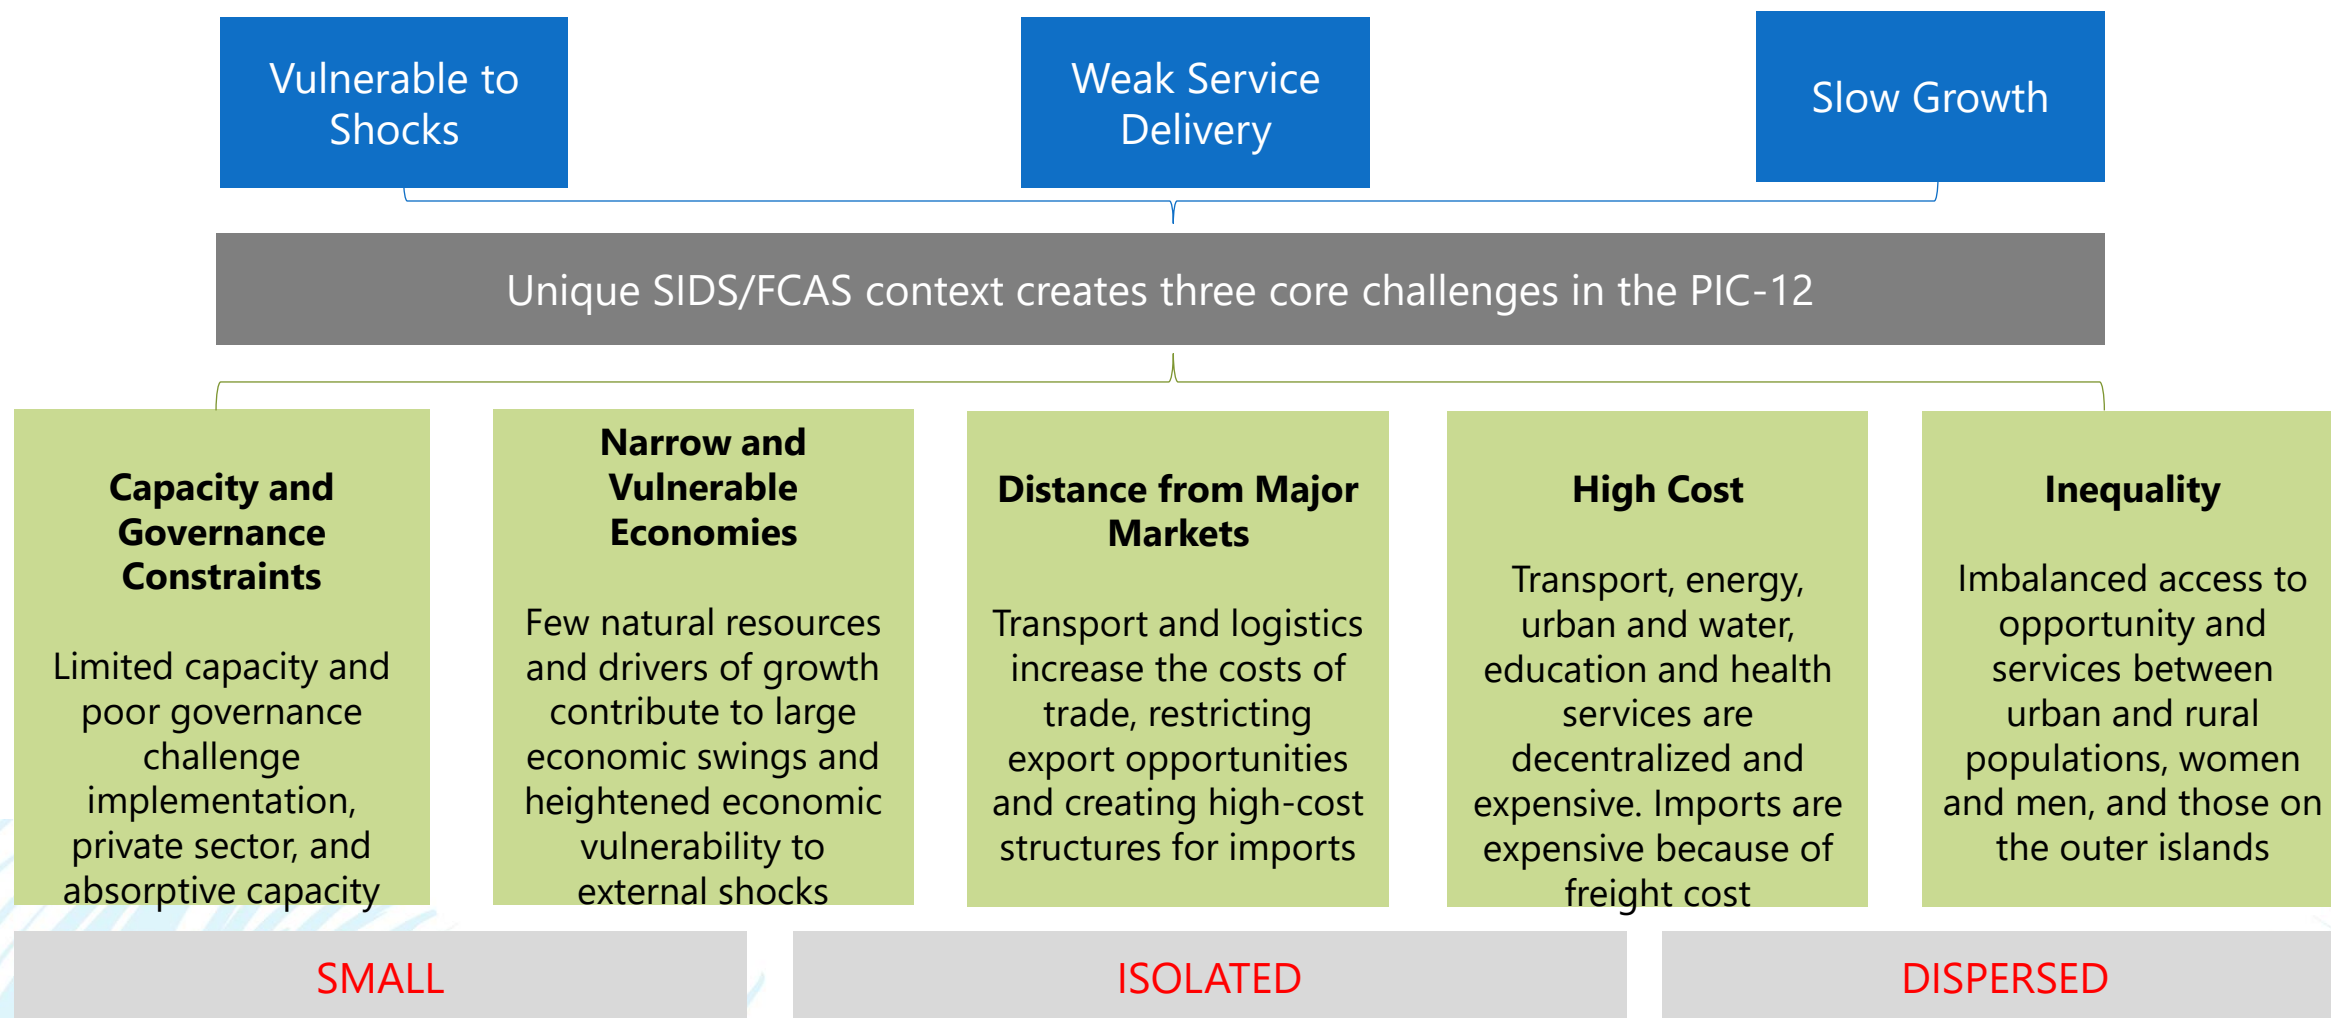 Vulnerable to
Shocks
Weak Service
Delivery
Slow Growth
Unique SIDS/FCAS context creates three core challenges in the PIC-12
Capacity and
Governance
Constraints
Limited capacity and
poor governance
challenge
implementation,
private sector, and
absorptive capacity
Narrow and
Vulnerable
Economies
Few natural resources
and drivers of growth
contribute to large
economic swings and
heightened economic
vulnerability to
external shocks
Distance from Major
Markets
Transport and logistics
increase the costs of
trade, restricting
export opportunities
and creating high-cost
structures for imports
High Cost
Transport, energy,
urban and water,
education and health
services are
decentralized and
expensive. Imports are
expensive because of
freight cost
Inequality
Imbalanced access to
opportunity and
services between
urban and rural
populations, women
and men, and those on
the outer islands
SMALL
ISOLATED
DISPERSED